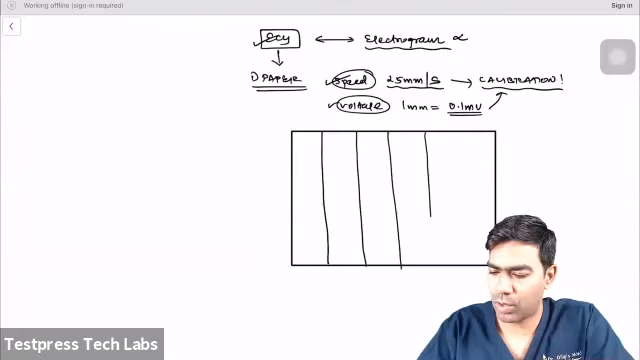 Working offline (sign-in required) Sign in
ECG ↔ Electrogram
1) PAPER Speed 25mm/s → CALIBRATION!
Voltage 1mm = 0.1mV
Testpress Tech Labs